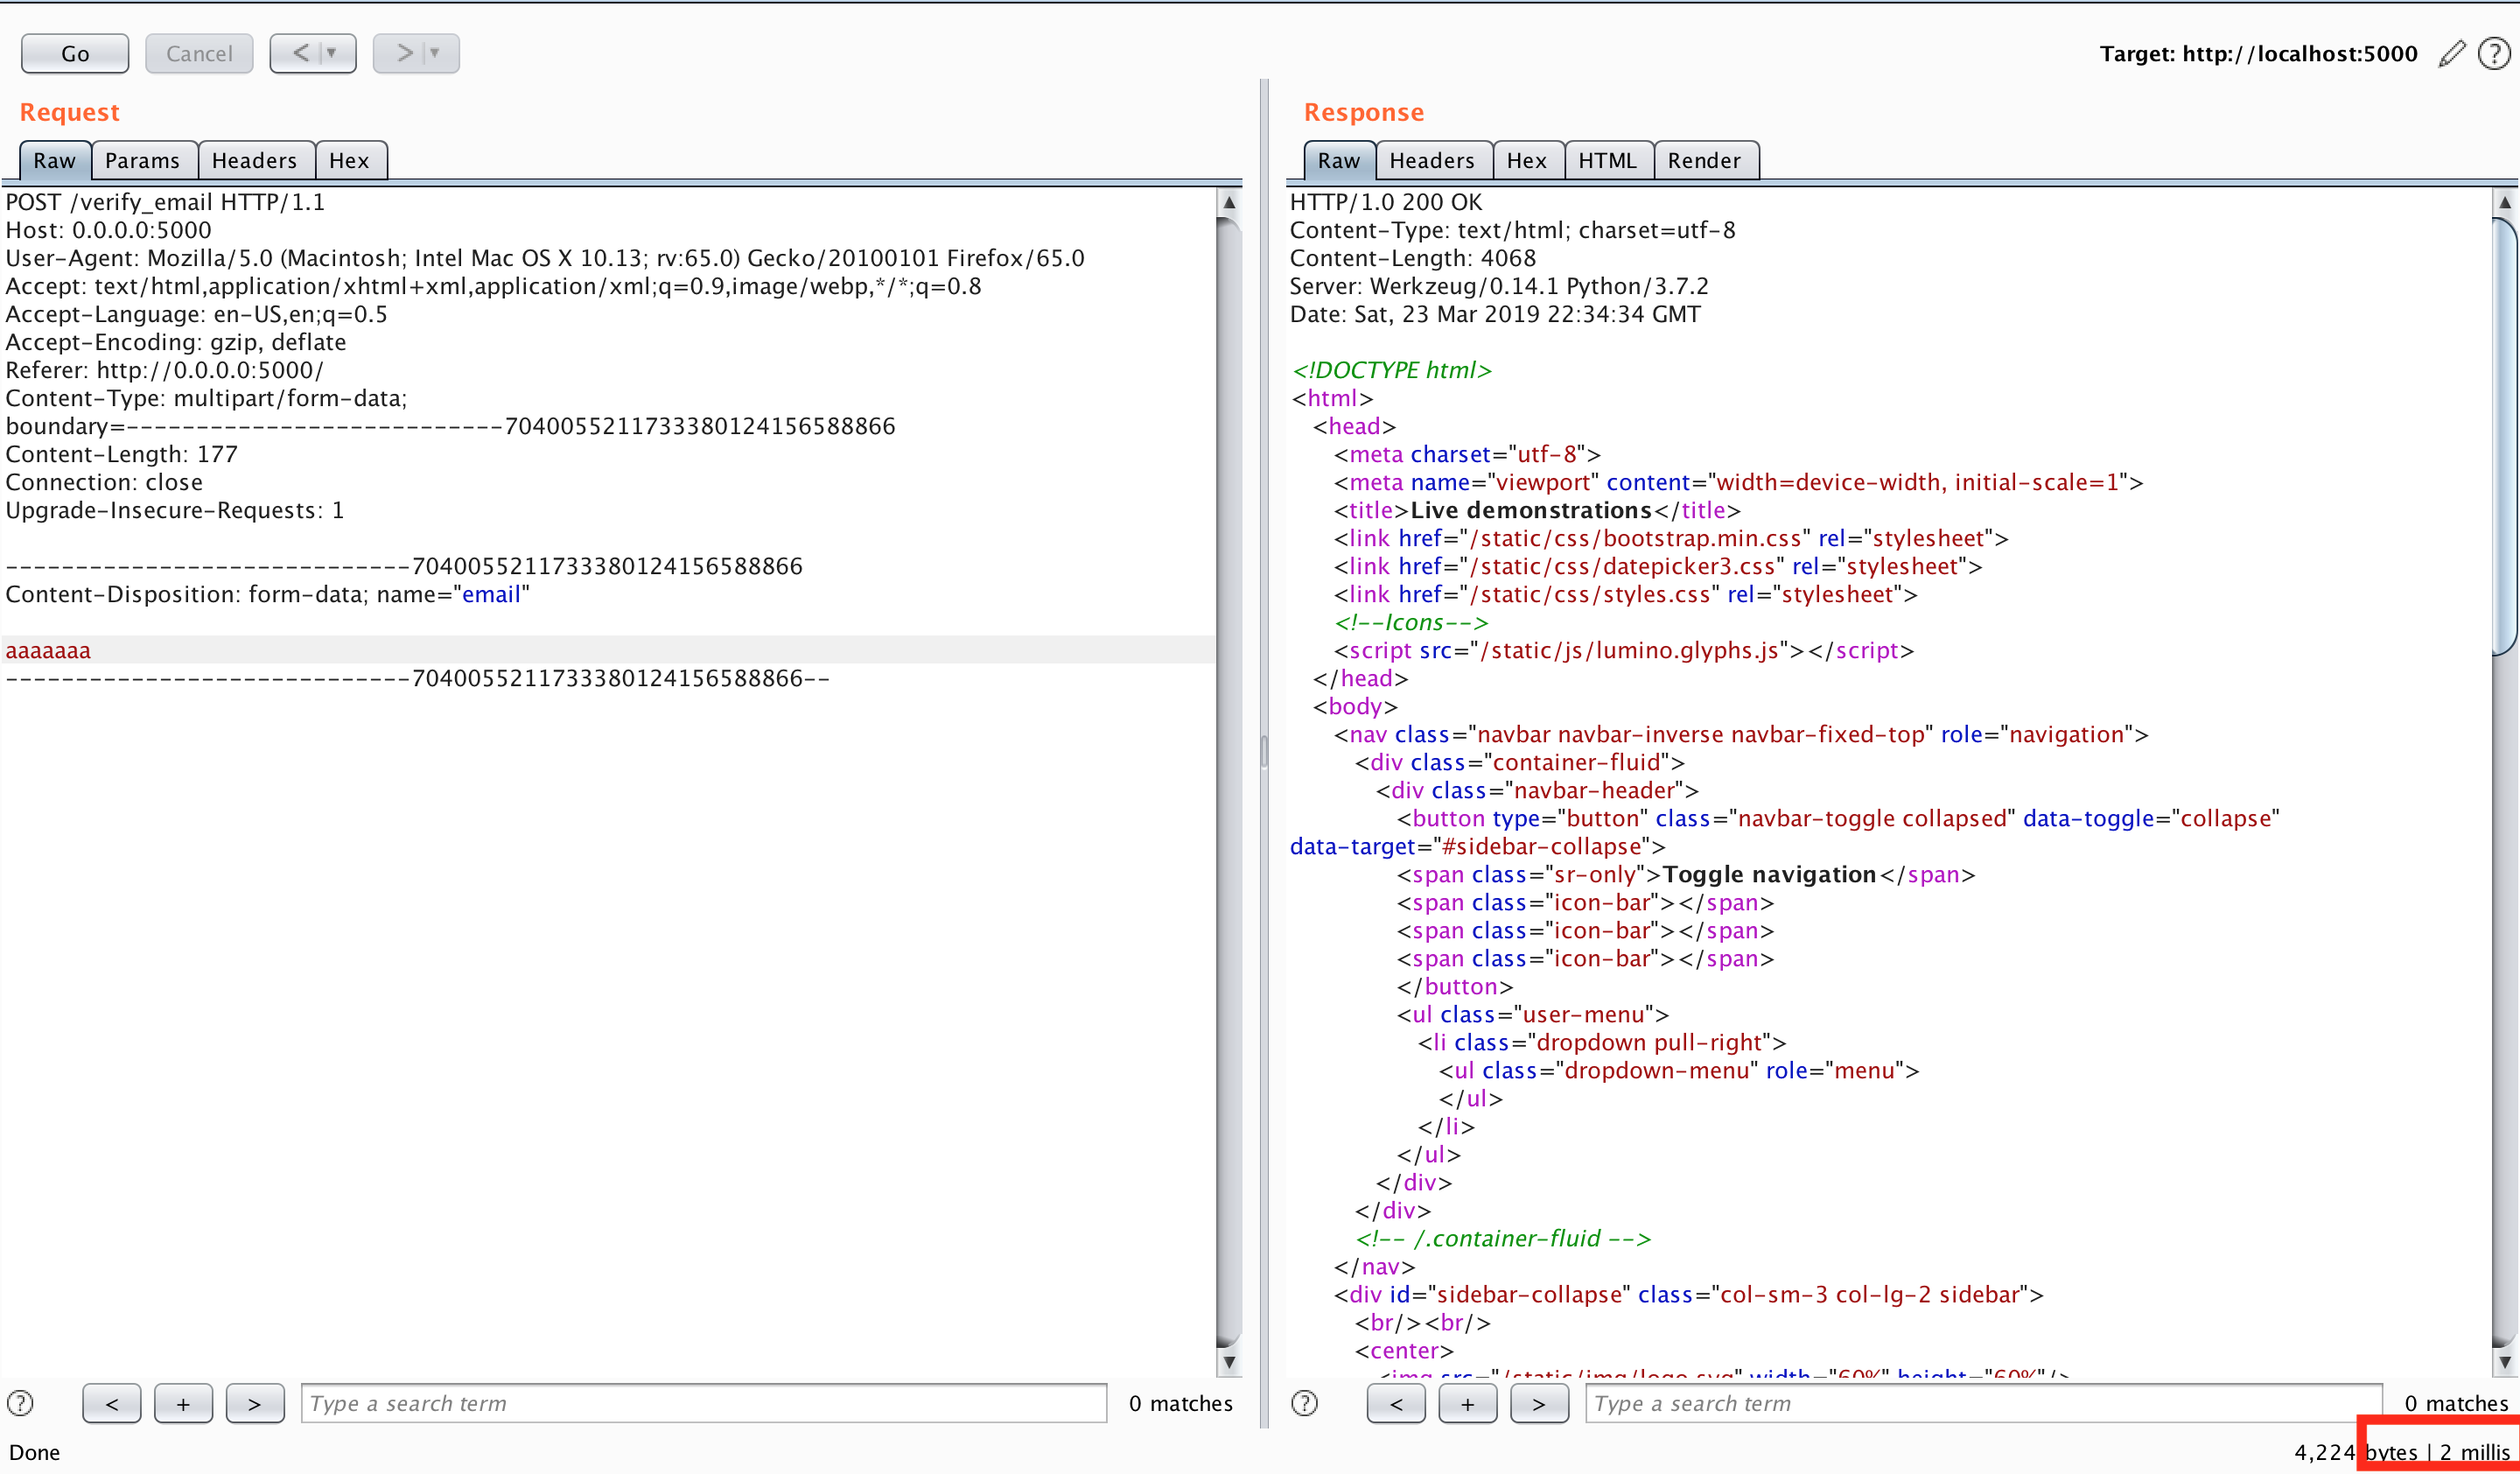 Go Cancel < > Target: http://localhost:5000 ?
Request
Raw Params Headers Hex
POST /verify_email HTTP/1.1
Host: 0.0.0.0:5000
User-Agent: Mozilla/5.0 (Macintosh; Intel Mac OS X 10.13; rv:65.0) Gecko/20100101 Firefox/65.0
Accept: text/html,application/xhtml+xml,application/xml;q=0.9,image/webp,*/*;q=0.8
Accept-Language: en-US,en;q=0.5
Accept-Encoding: gzip, deflate
Referer: http://0.0.0.0:5000/
Content-Type: multipart/form-data;
boundary=---------------------------7040055211733380124156588866
Content-Length: 177
Connection: close
Upgrade-Insecure-Requests: 1
-----------------------------7040055211733380124156588866
Content-Disposition: form-data; name="email"
aaaaaaa
-----------------------------7040055211733380124156588866--
? < + > Type a search term 0 matches
Done
Response
Raw Headers Hex HTML Render
HTTP/1.0 200 OK
Content-Type: text/html; charset=utf-8
Content-Length: 4068
Server: Werkzeug/0.14.1 Python/3.7.2
Date: Sat, 23 Mar 2019 22:34:34 GMT
<!DOCTYPE html>
<html>
<head>
<meta charset="utf-8">
<meta name="viewport" content="width=device-width, initial-scale=1">
<title>Live demonstrations</title>
<link href="/static/css/bootstrap.min.css" rel="stylesheet">
<link href="/static/css/datepicker3.css" rel="stylesheet">
<link href="/static/css/styles.css" rel="stylesheet">
<!--Icons-->
<script src="/static/js/lumino.glyphs.js"></script>
</head>
<body>
<nav class="navbar navbar-inverse navbar-fixed-top" role="navigation">
<div class="container-fluid">
<div class="navbar-header">
<button type="button" class="navbar-toggle collapsed" data-toggle="collapse"
data-target="#sidebar-collapse">
<span class="sr-only">Toggle navigation</span>
<span class="icon-bar"></span>
<span class="icon-bar"></span>
<span class="icon-bar"></span>
</button>
<ul class="user-menu">
<li class="dropdown pull-right">
<ul class="dropdown-menu" role="menu">
</ul>
</li>
</ul>
</div>
</div>
<!-- /.container-fluid -->
</nav>
<div id="sidebar-collapse" class="col-sm-3 col-lg-2 sidebar">
<br/><br/>
<center>
<img src="/static/img/logo.svg" width="60%" height="60%"/>
? < + > Type a search term 0 matches
4,224 bytes | 2 millis